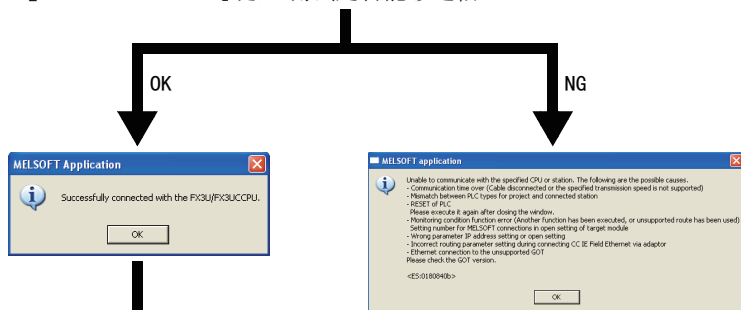 OK
NG
MELSOFT Application
Successfully connected with the FX3U/FX3UCCPU.
OK
MELSOFT application
Unable to communicate with the specified CPU or station. The following are the possible causes.
- Communication time over (Cable disconnected or the specified transmission speed is not supported)
- Mismatch between PLC types for project and connected station
- RESET of PLC
Please execute it again after closing the window.
- Monitoring condition function error (Another function has been executed, or unsupported route has been used)
Setting number for MELSOFT connections in open setting of target module
- Wrong parameter IP address setting or open setting
- Incorrect routing parameter setting during connecting CC IE Field Ethernet via adaptor
- Ethernet connection to the unsupported GOT
Please check the GOT version.
<ES:0180840b>
OK